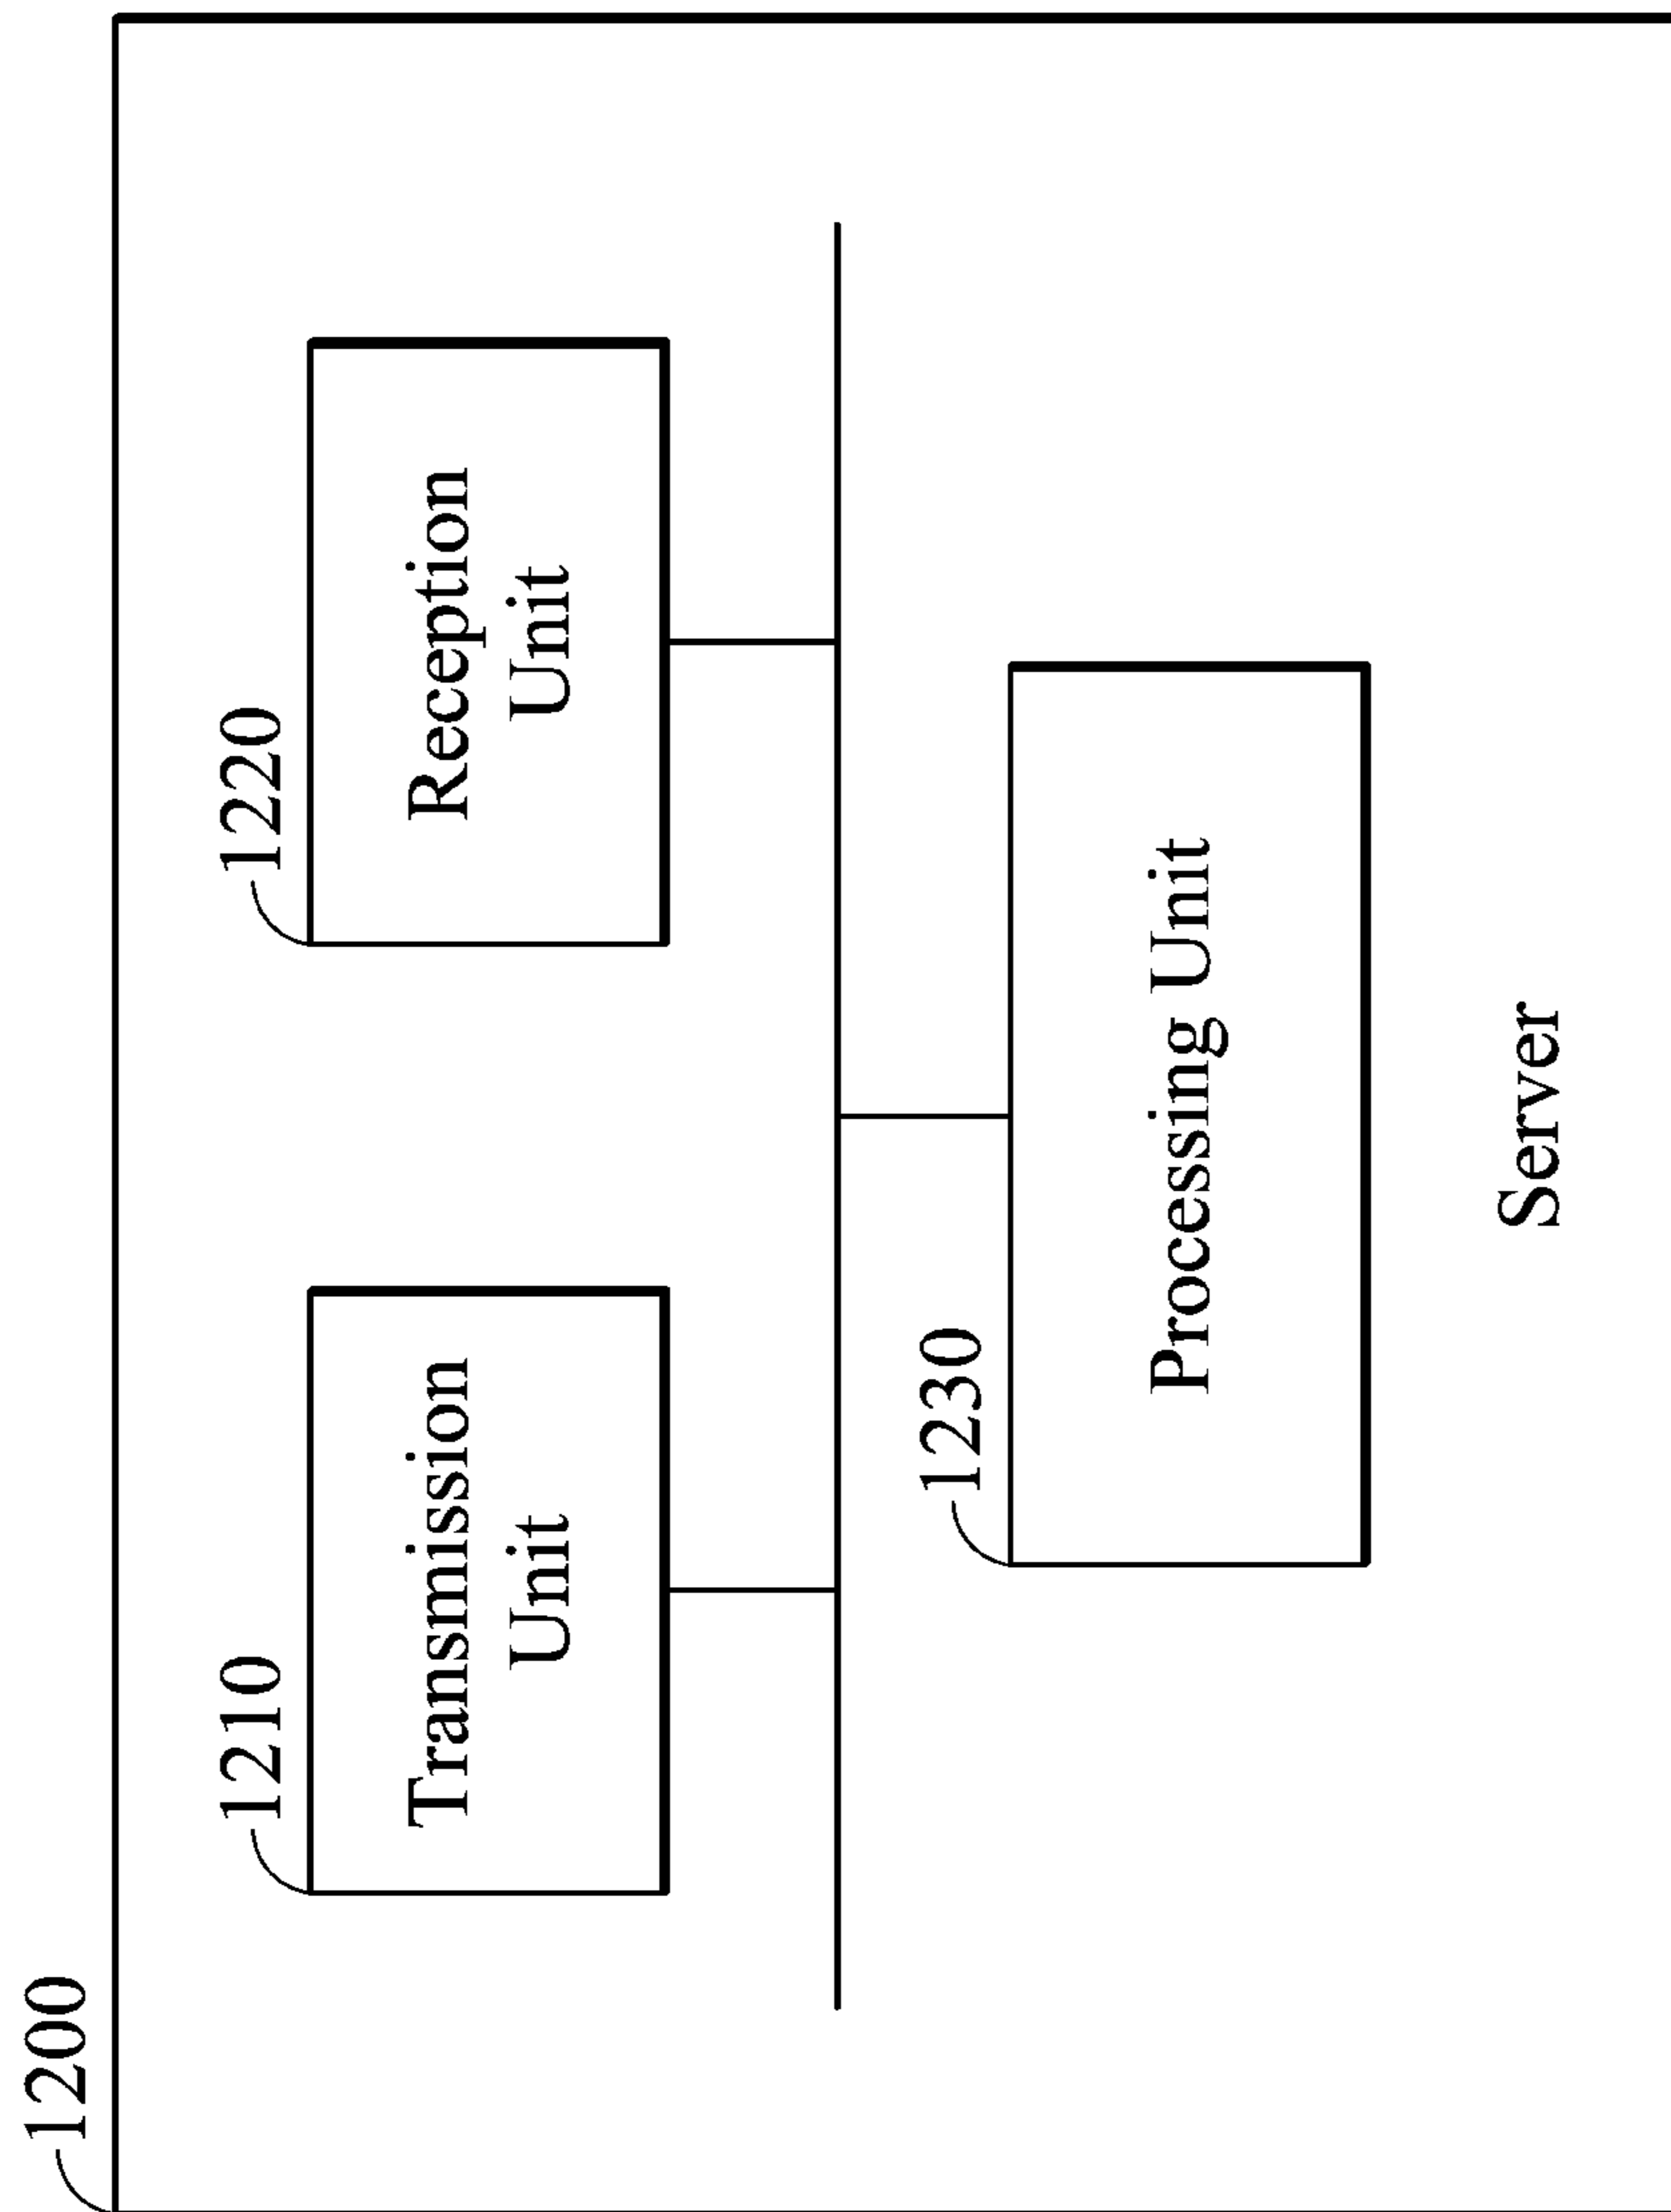 1200
1210
Transmission
Unit
1220
Reception
Unit
1230
Processing Unit
Server